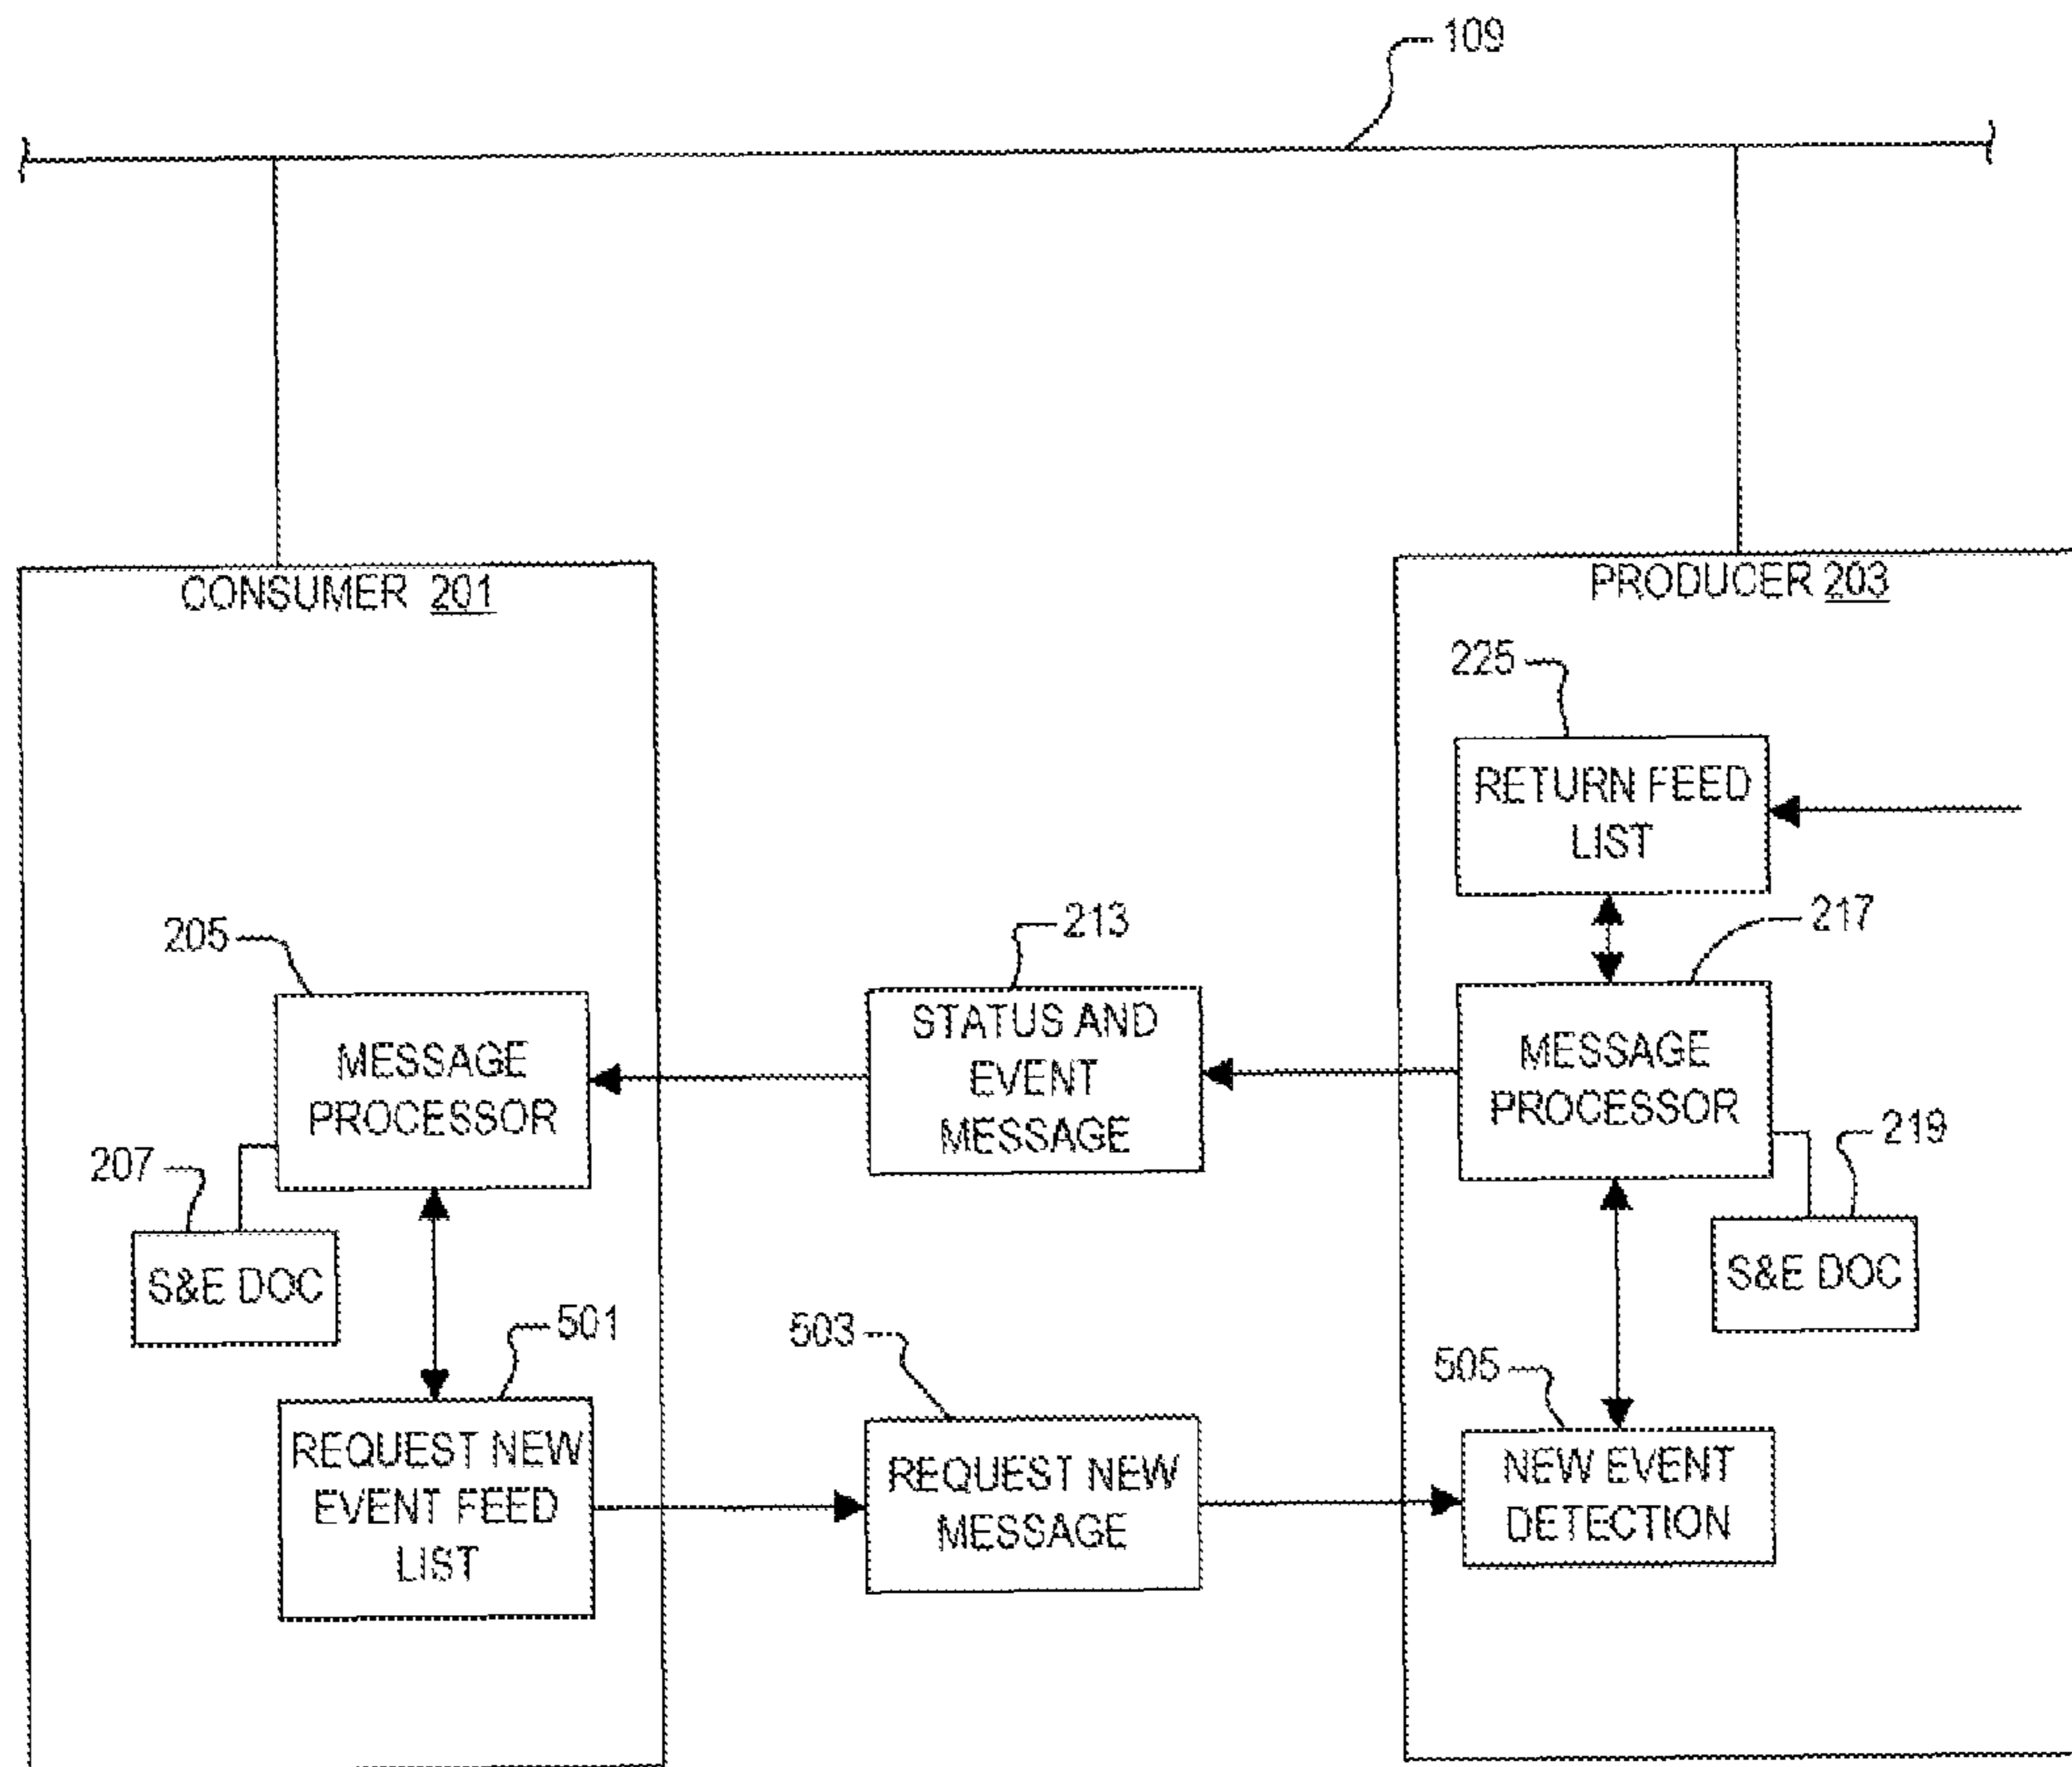 109
CONSUMER 201
PRODUCER 203
225
RETURN FEED
LIST
205
213
217
MESSAGE
PROCESSOR
STATUS AND
EVENT
MESSAGE
MESSAGE
PROCESSOR
207
219
S&E DOC
S&E DOC
501
503
505
REQUEST NEW
EVENT FEED
LIST
REQUEST NEW
MESSAGE
NEW EVENT
DETECTION